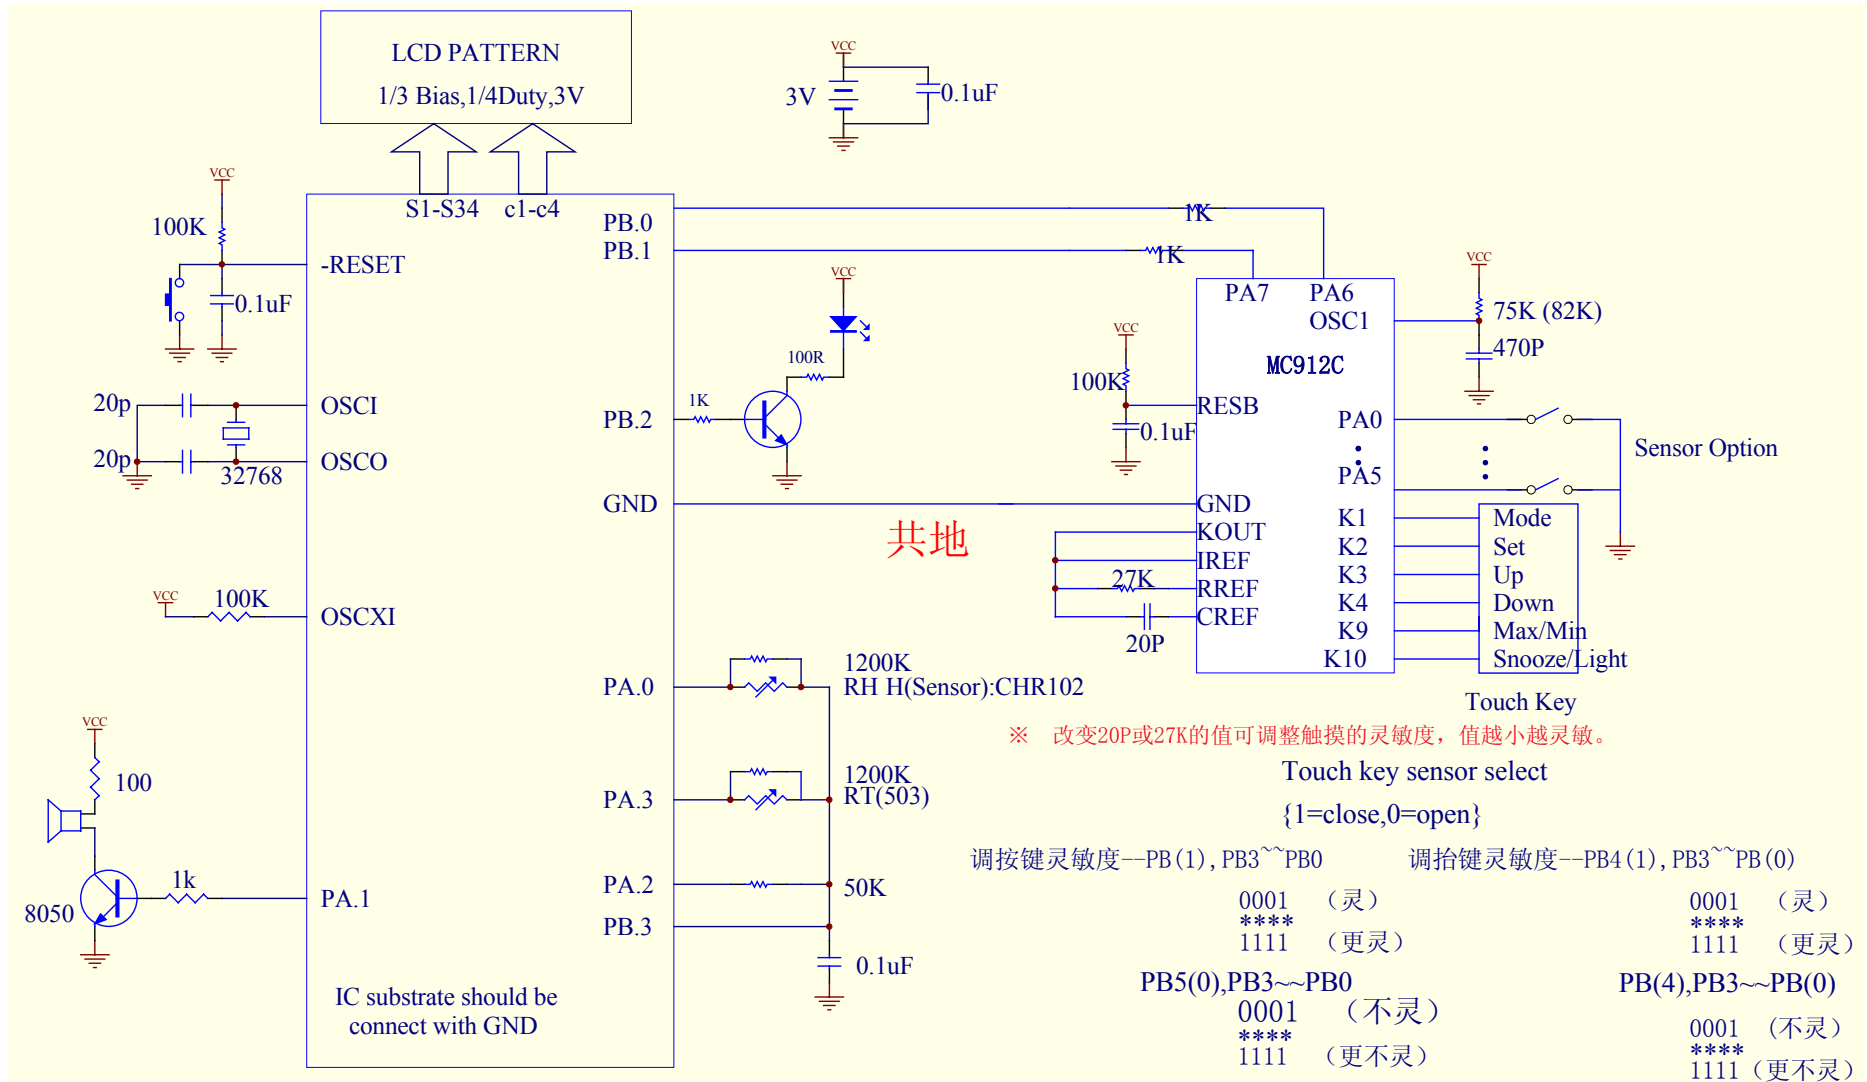 LCD PATTERN
1/3 Bias,1/4Duty,3V
VCC
3V
0.1uF
S1-S34
c1-c4
VCC
100K
-RESET
0.1uF
20p
OSCI
20p
OSCO
32768
VCC
100K
OSCXI
VCC
100
8050
1k
PA.1
IC substrate should be
connect with GND
PB.0
PB.1
PB.2
GND
PA.0
PA.3
PA.2
PB.3
1K
1K
VCC
100R
1K
共地
1200K
RH H(Sensor):CHR102
1200K
RT(503)
50K
0.1uF
PA7
PA6
OSC1
MC912C
VCC
75K (82K)
470P
VCC
100K
RESB
0.1uF
GND
KOUT
IREF
RREF
27K
CREF
20P
PA0
PA5
Sensor Option
K1
Mode
K2
Set
K3
Up
K4
Down
K9
Max/Min
K10
Snooze/Light
Touch Key
※ 改变20P或27K的值可调整触摸的灵敏度，值越小越灵敏。
Touch key sensor select
{1=close,0=open}
调按键灵敏度--PB(1),PB3~~PB0
0001 （灵）
****
1111 （更灵）
PB5(0),PB3~~PB0
0001 （不灵）
****
1111 （更不灵）
调抬键灵敏度--PB4(1),PB3~~PB(0)
0001 （灵）
****
1111 （更灵）
PB(4),PB3~~PB(0)
0001 （不灵）
****
1111（更不灵）